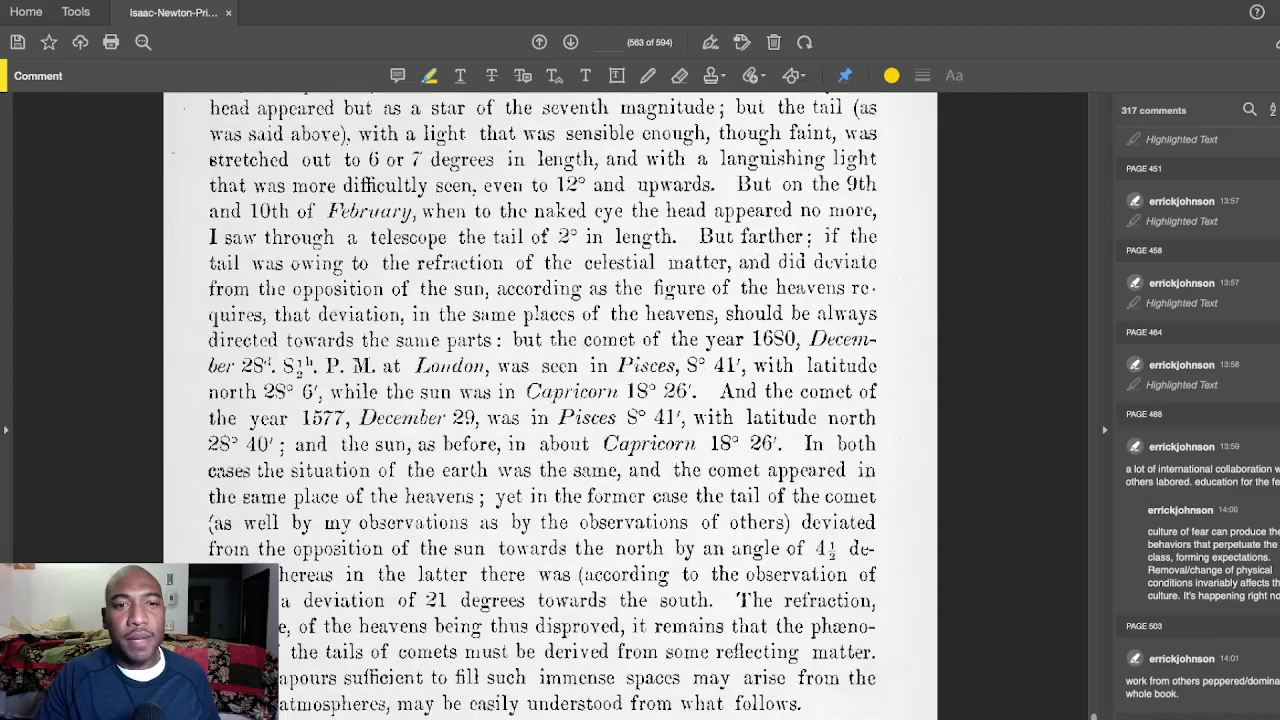 Home
Tools
Isaac-Newton-Pri...
(563 of 594)
Comment
317 comments
head appeared but as a star of the seventh magnitude; but the tail (as
was said above), with a light that was sensible enough, though faint, was
stretched out to 6 or 7 degrees in length, and with a languishing light
that was more difficultly seen, even to 12° and upwards. But on the 9th
and 10th of February, when to the naked eye the head appeared no more,
I saw through a telescope the tail of 2° in length. But farther; if the
tail was owing to the refraction of the celestial matter, and did deviate
from the opposition of the sun, according as the figure of the heavens re-
quires, that deviation, in the same places of the heavens, should be always
directed towards the same parts: but the comet of the year 1680, Decem-
ber 28d. 8½h. P. M. at London, was seen in Pisces, 8° 41′, with latitude
north 28° 6′, while the sun was in Capricorn 18° 26′. And the comet of
the year 1577, December 29, was in Pisces 8° 41′, with latitude north
28° 40′; and the sun, as before, in about Capricorn 18° 26′. In both
cases the situation of the earth was the same, and the comet appeared in
the same place of the heavens; yet in the former case the tail of the comet
(as well by my observations as by the observations of others) deviated
from the opposition of the sun towards the north by an angle of 4½ de-
hereas in the latter there was (according to the observation of
a deviation of 21 degrees towards the south. The refraction,
e, of the heavens being thus disproved, it remains that the phæno-
the tails of comets must be derived from some reflecting matter.
apours sufficient to fill such immense spaces may arise from the
atmospheres, may be easily understood from what follows.
Highlighted Text
PAGE 451
errickjohnson 13:57
Highlighted Text
PAGE 458
errickjohnson 13:57
Highlighted Text
PAGE 464
errickjohnson 13:58
Highlighted Text
PAGE 488
errickjohnson 13:59
a lot of international collaboration w
others labored. education for the fe
errickjohnson 14:00
culture of fear can produce the
behaviors that perpetuate the
class, forming expectations.
Removal/change of physical
conditions invariably affects th
culture. It's happening right no
PAGE 503
errickjohnson 14:01
work from others peppered/domina
whole book.